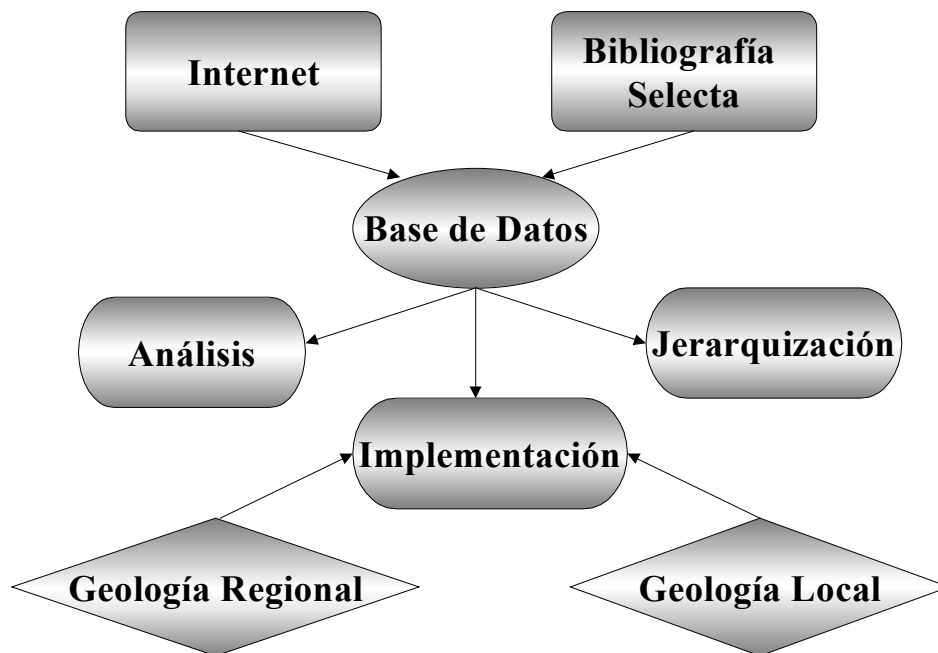 Internet
Bibliografía
Selecta
Base de Datos
Análisis
Jerarquización
Implementación
Geología Regional
Geología Local